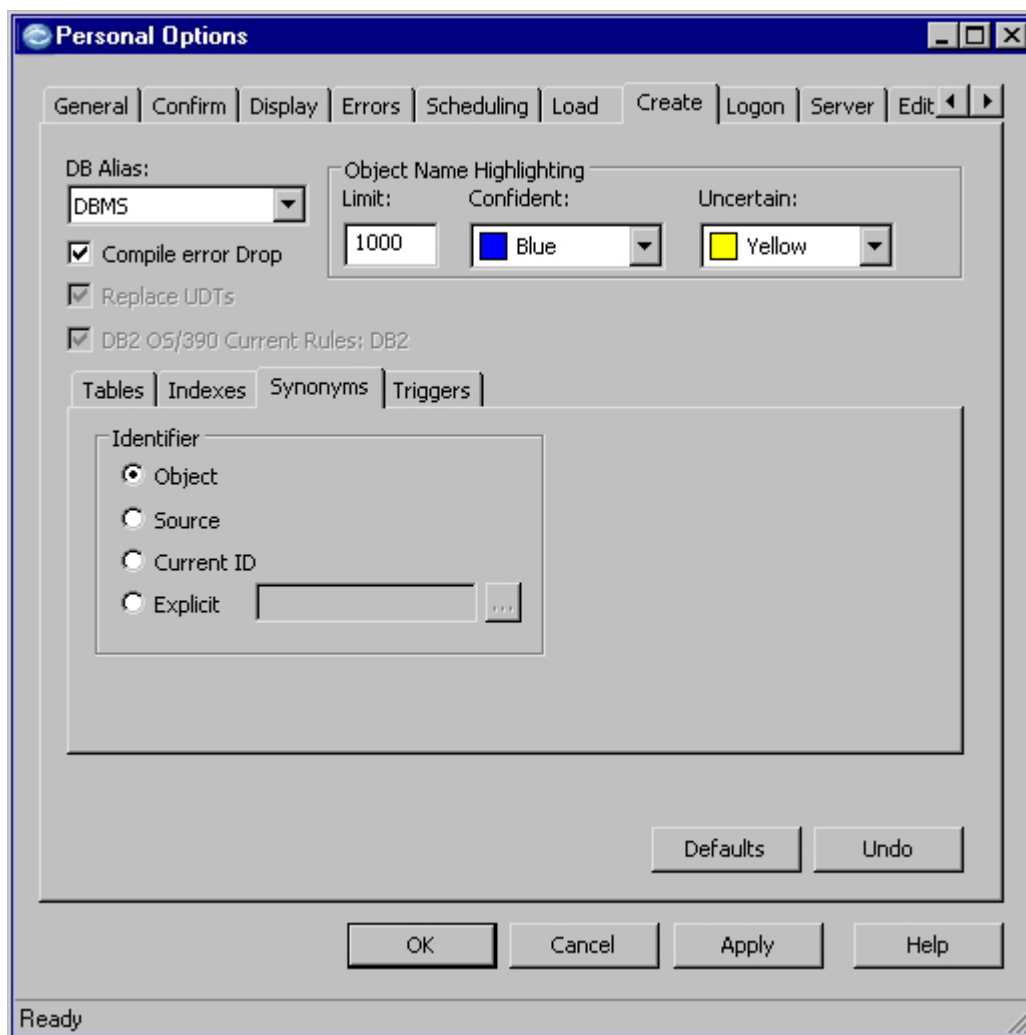 Personal Options
General Confirm Display Errors Scheduling Load Create Logon Server Edit
DB Alias:
DBMS
Object Name Highlighting
Limit: Confident: Uncertain:
1000 Blue Yellow
Compile error Drop
Replace UDTs
DB2 OS/390 Current Rules: DB2
Tables Indexes Synonyms Triggers
Identifier
Object
Source
Current ID
Explicit ...
Defaults Undo
OK Cancel Apply Help
Ready